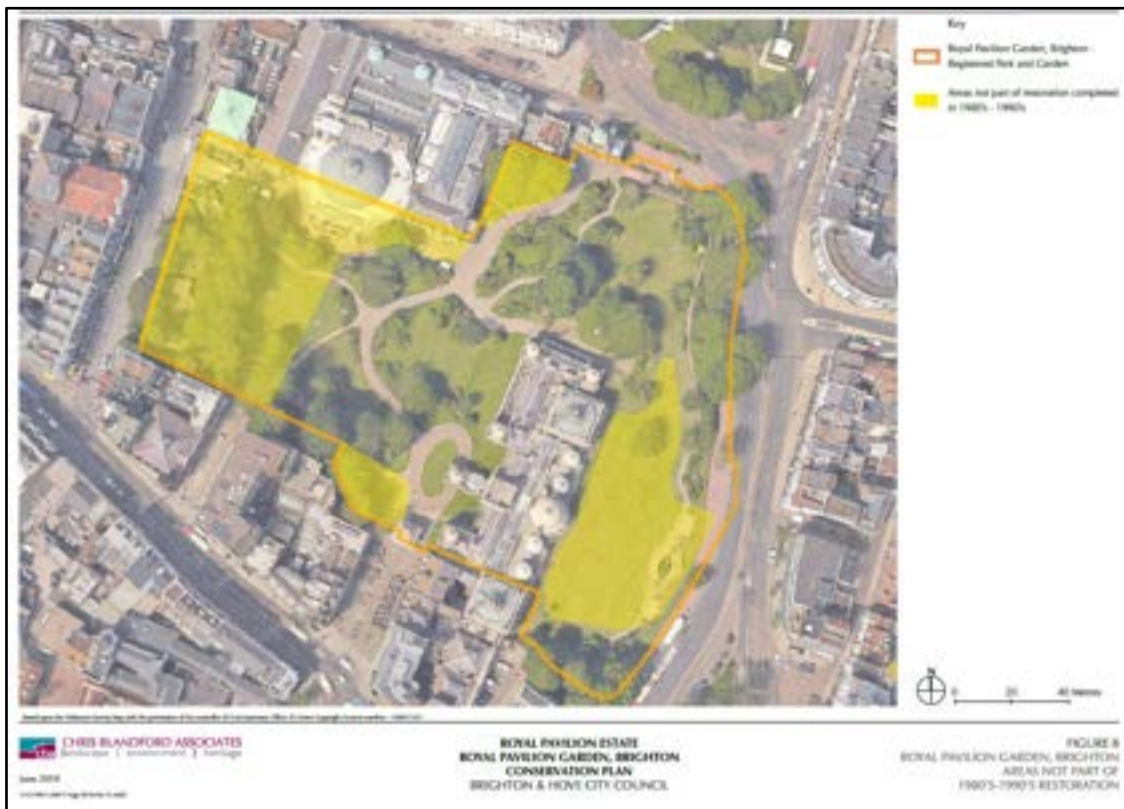 Key
Royal Pavilion Garden, Brighton -
Registered Park and Garden
Areas not part of restoration completed
in 1980's - 1990's
N
0 20 40 Metres
CHRIS BLANDFORD ASSOCIATES
landscape | environment | heritage
cba
June
ROYAL PAVILION ESTATE
ROYAL PAVILION GARDEN, BRIGHTON
CONSERVATION PLAN
BRIGHTON & HOVE CITY COUNCIL
FIGURE 8
ROYAL PAVILION GARDEN, BRIGHTON
AREAS NOT PART OF
1980'S-1990'S RESTORATION